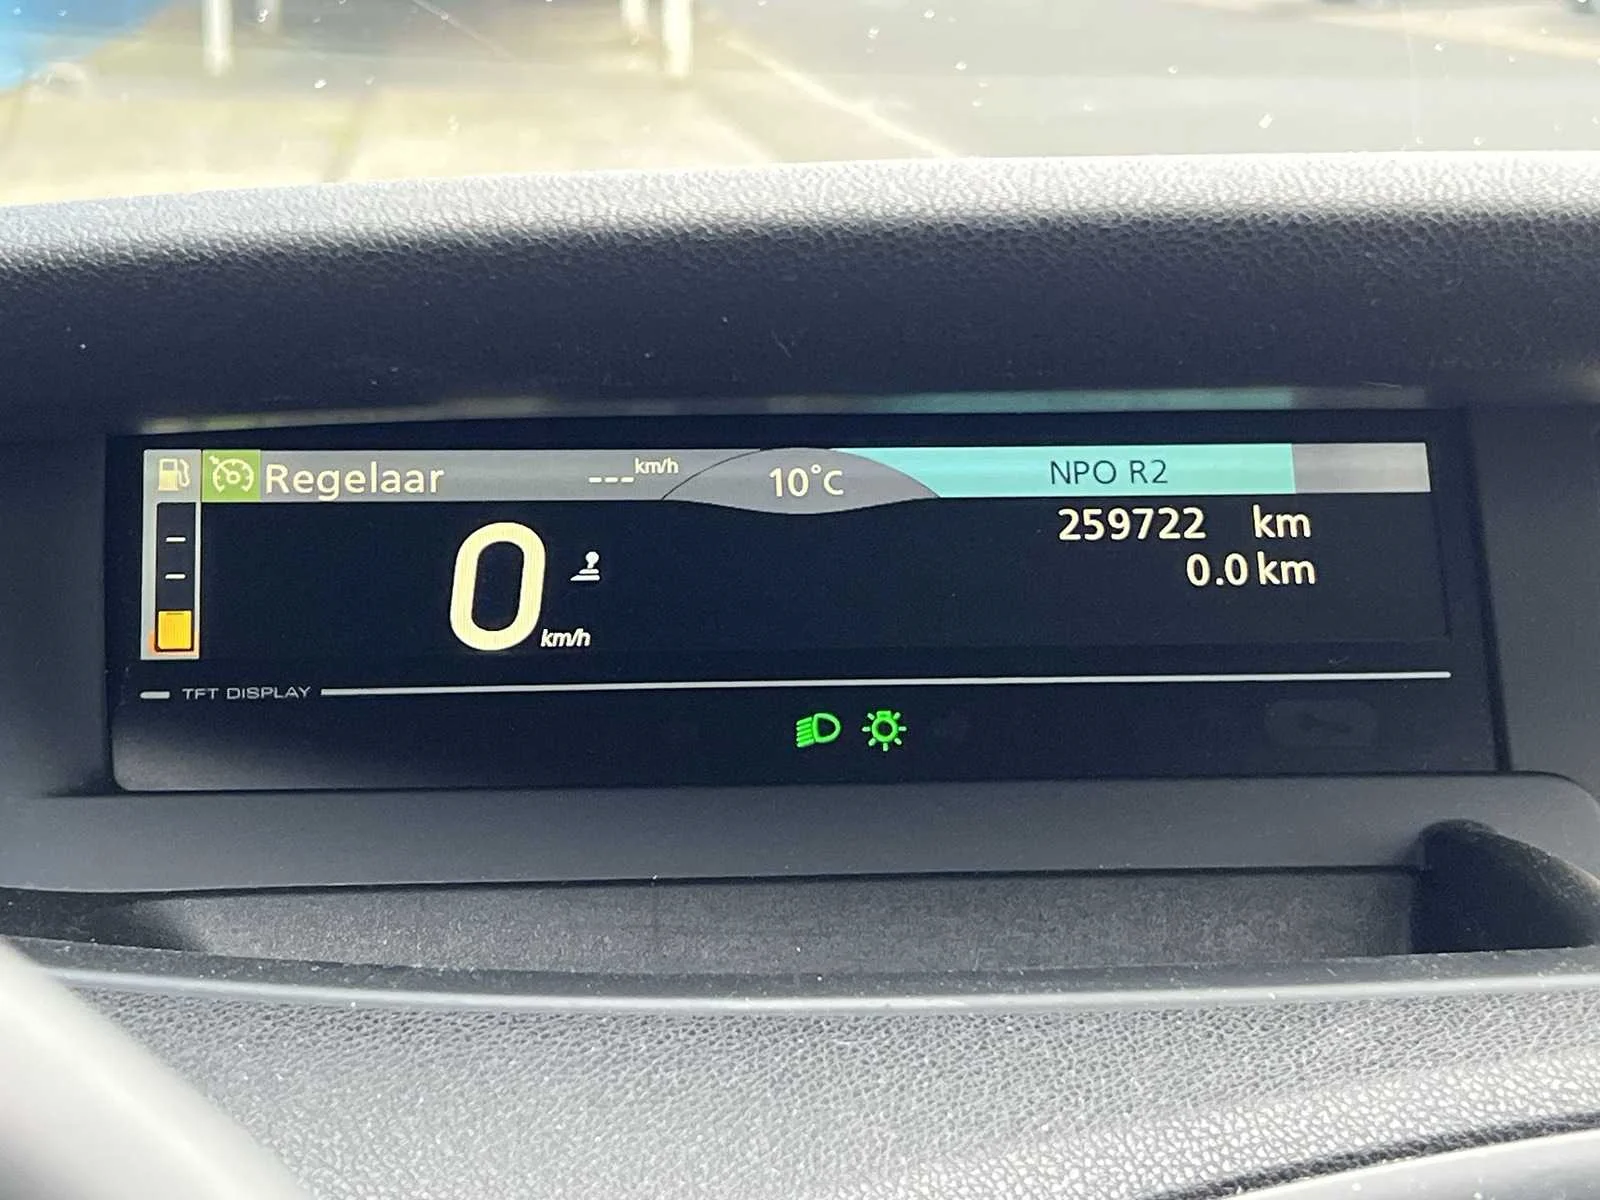 Regelaar --- km/h
10°C
NPO R2
259722 km
0.0 km
0 km/h
TFT DISPLAY